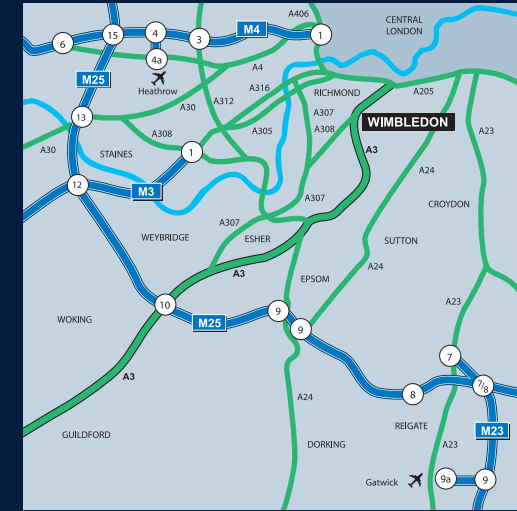 A406
CENTRAL
LONDON
15
4
M4
6
3
1
4a
A4
M25
Heathrow
A316
RICHMOND
A205
A30
A312
A307
13
A308
WIMBLEDON
A308
A305
A23
A30
STAINES
1
A3
A24
12
M3
A307
CROYDON
A307
WEYBRIDGE
ESHER
SUTTON
A3
A24
EPSOM
10
A23
9
WOKING
M25
9
7
A3
7/8
A24
8
REIGATE
M23
GUILDFORD
DORKING
A23
Gatwick
9a
9